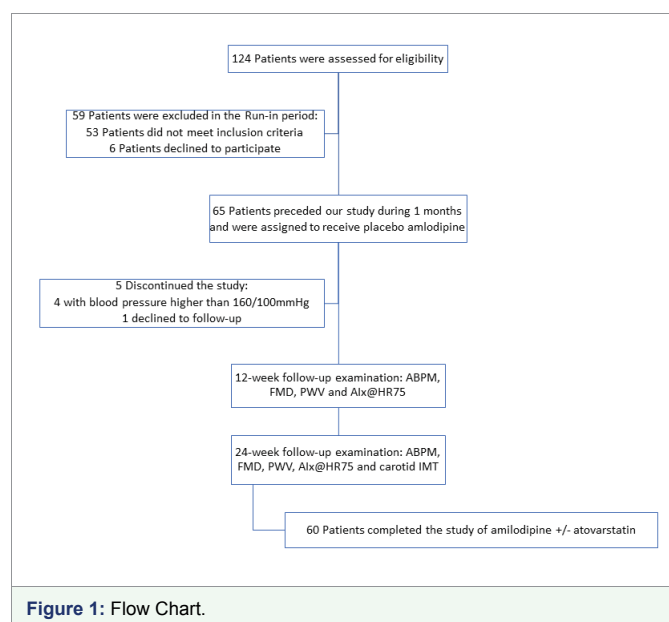 124 Patients were assessed for eligibility
59 Patients were excluded in the Run-in period:
53 Patients did not meet inclusion criteria
6 Patients declined to participate
65 Patients preceded our study during 1 months
and were assigned to receive placebo amlodipine
5 Discontinued the study:
4 with blood pressure higher than 160/100mmHg
1 declined to follow-up
12-week follow-up examination: ABPM,
FMD, PWV and AIx@HR75
24-week follow-up examination: ABPM,
FMD, PWV, AIx@HR75 and carotid IMT
60 Patients completed the study of amilodipine +/- atovarstatin
Figure 1: Flow Chart.